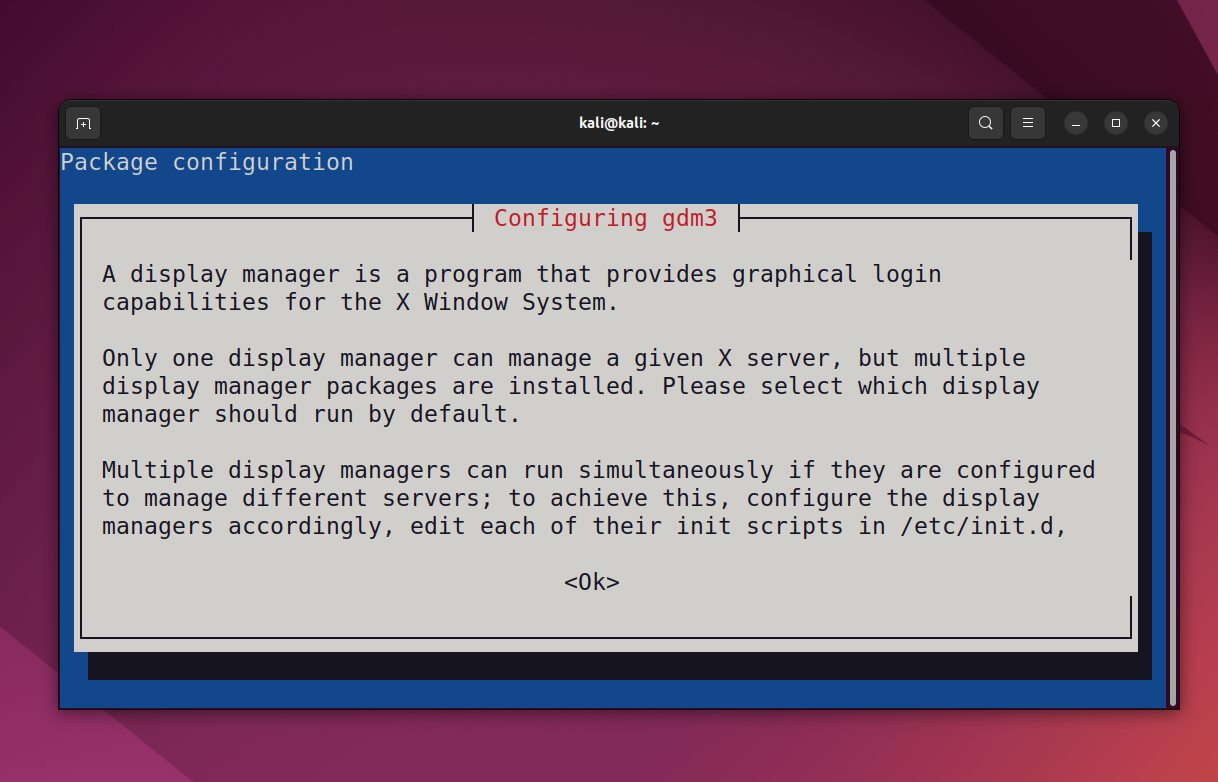 kali@kali: ~
Package configuration
Configuring gdm3
A display manager is a program that provides graphical login
capabilities for the X Window System.
Only one display manager can manage a given X server, but multiple
display manager packages are installed. Please select which display
manager should run by default.
Multiple display managers can run simultaneously if they are configured
to manage different servers; to achieve this, configure the display
managers accordingly, edit each of their init scripts in /etc/init.d,
<Ok>